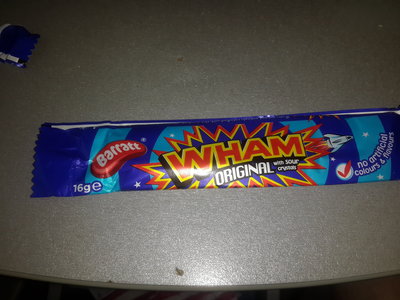 Barratt
16g℮
WHAM
ORIGINAL
with sour
crystals
no artificial
colours & flavours